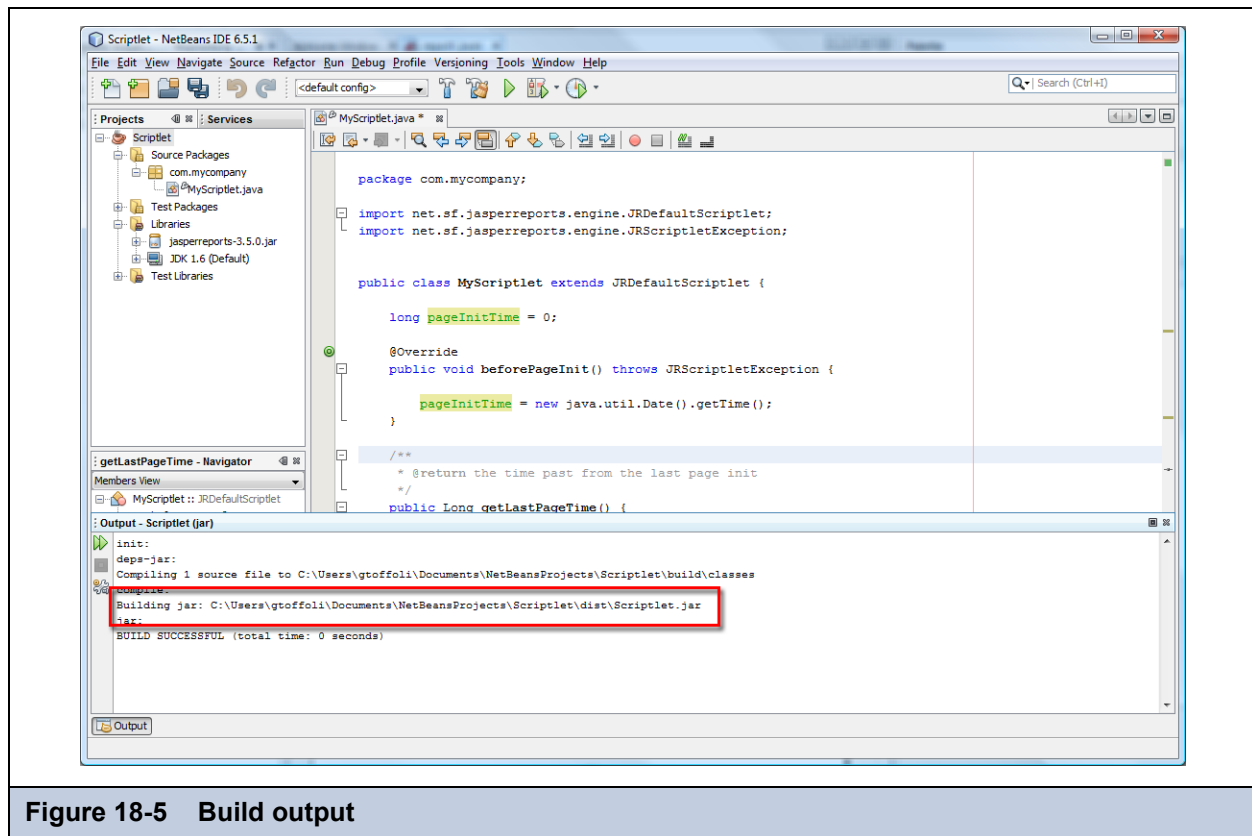 Scriptlet - NetBeans IDE 6.5.1
File Edit View Navigate Source Refactor Run Debug Profile Versioning Tools Window Help
<default config>
Search (Ctrl+I)
Projects
Services
MyScriptlet.java *
Scriptlet
Source Packages
com.mycompany
MyScriptlet.java
Test Packages
Libraries
jasperreports-3.5.0.jar
JDK 1.6 (Default)
Test Libraries
package com.mycompany;
import net.sf.jasperreports.engine.JRDefaultScriptlet;
import net.sf.jasperreports.engine.JRScriptletException;
public class MyScriptlet extends JRDefaultScriptlet {
long pageInitTime = 0;
@Override
public void beforePageInit() throws JRScriptletException {
pageInitTime = new java.util.Date().getTime();
}
/**
* @return the time past from the last page init
*/
public Long getLastPageTime() {
getLastPageTime - Navigator
Members View
MyScriptlet :: JRDefaultScriptlet
Output - Scriptlet (jar)
init:
deps-jar:
Compiling 1 source file to C:\Users\gtoffoli\Documents\NetBeansProjects\Scriptlet\build\classes
compile:
Building jar: C:\Users\gtoffoli\Documents\NetBeansProjects\Scriptlet\dist\Scriptlet.jar
jar:
BUILD SUCCESSFUL (total time: 0 seconds)
Output
Figure 18-5 Build output